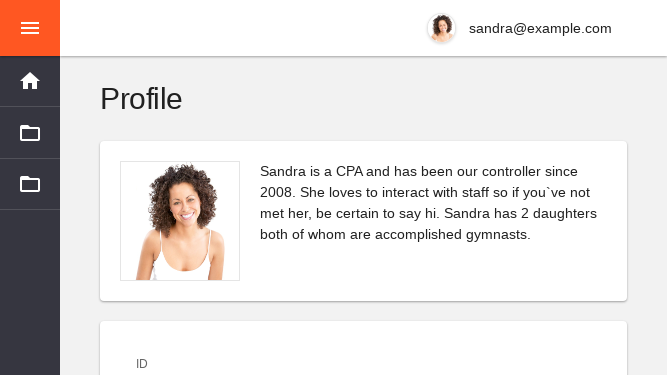 sandra@example.com
Profile
Sandra is a CPA and has been our controller since
2008. She loves to interact with staff so if you`ve not
met her, be certain to say hi. Sandra has 2 daughters
both of whom are accomplished gymnasts.
ID